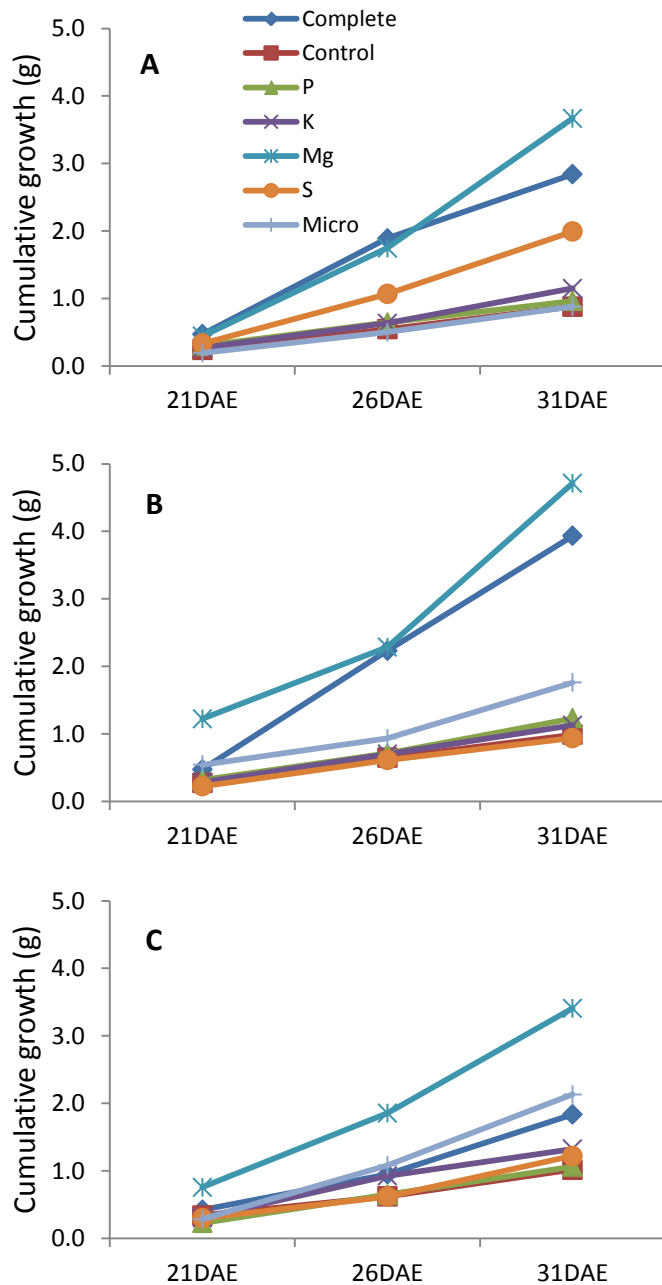 Complete
Control
P
K
Mg
S
Micro
A
Cumulative growth (g)
5.0
4.0
3.0
2.0
1.0
0.0
21DAE 26DAE 31DAE
B
Cumulative growth (g)
5.0
4.0
3.0
2.0
1.0
0.0
21DAE 26DAE 31DAE
C
Cumulative growth (g)
5.0
4.0
3.0
2.0
1.0
0.0
21DAE 26DAE 31DAE